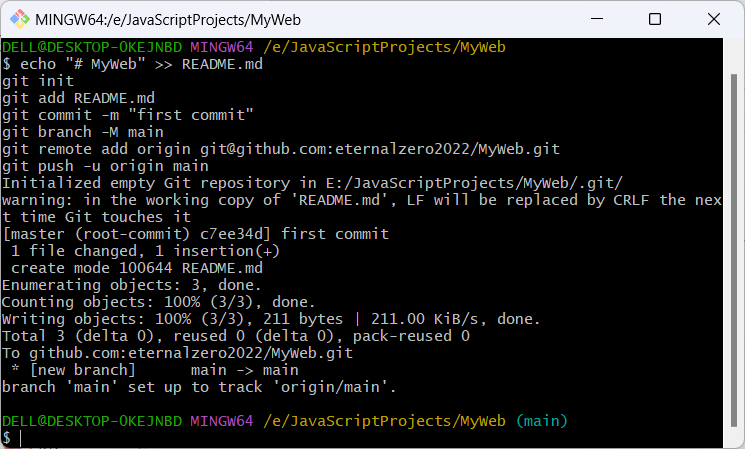 MINGW64:/e/JavaScriptProjects/MyWeb
DELL@DESKTOP-0KEJNBD MINGW64 /e/JavaScriptProjects/MyWeb
$ echo "# MyWeb" >> README.md
git init
git add README.md
git commit -m "first commit"
git branch -M main
git remote add origin git@github.com:eternalzero2022/MyWeb.git
git push -u origin main
Initialized empty Git repository in E:/JavaScriptProjects/MyWeb/.git/
warning: in the working copy of 'README.md', LF will be replaced by CRLF the nex
t time Git touches it
[master (root-commit) c7ee34d] first commit
 1 file changed, 1 insertion(+)
 create mode 100644 README.md
Enumerating objects: 3, done.
Counting objects: 100% (3/3), done.
Writing objects: 100% (3/3), 211 bytes | 211.00 KiB/s, done.
Total 3 (delta 0), reused 0 (delta 0), pack-reused 0
To github.com:eternalzero2022/MyWeb.git
 * [new branch]      main -> main
branch 'main' set up to track 'origin/main'.
DELL@DESKTOP-0KEJNBD MINGW64 /e/JavaScriptProjects/MyWeb (main)
$